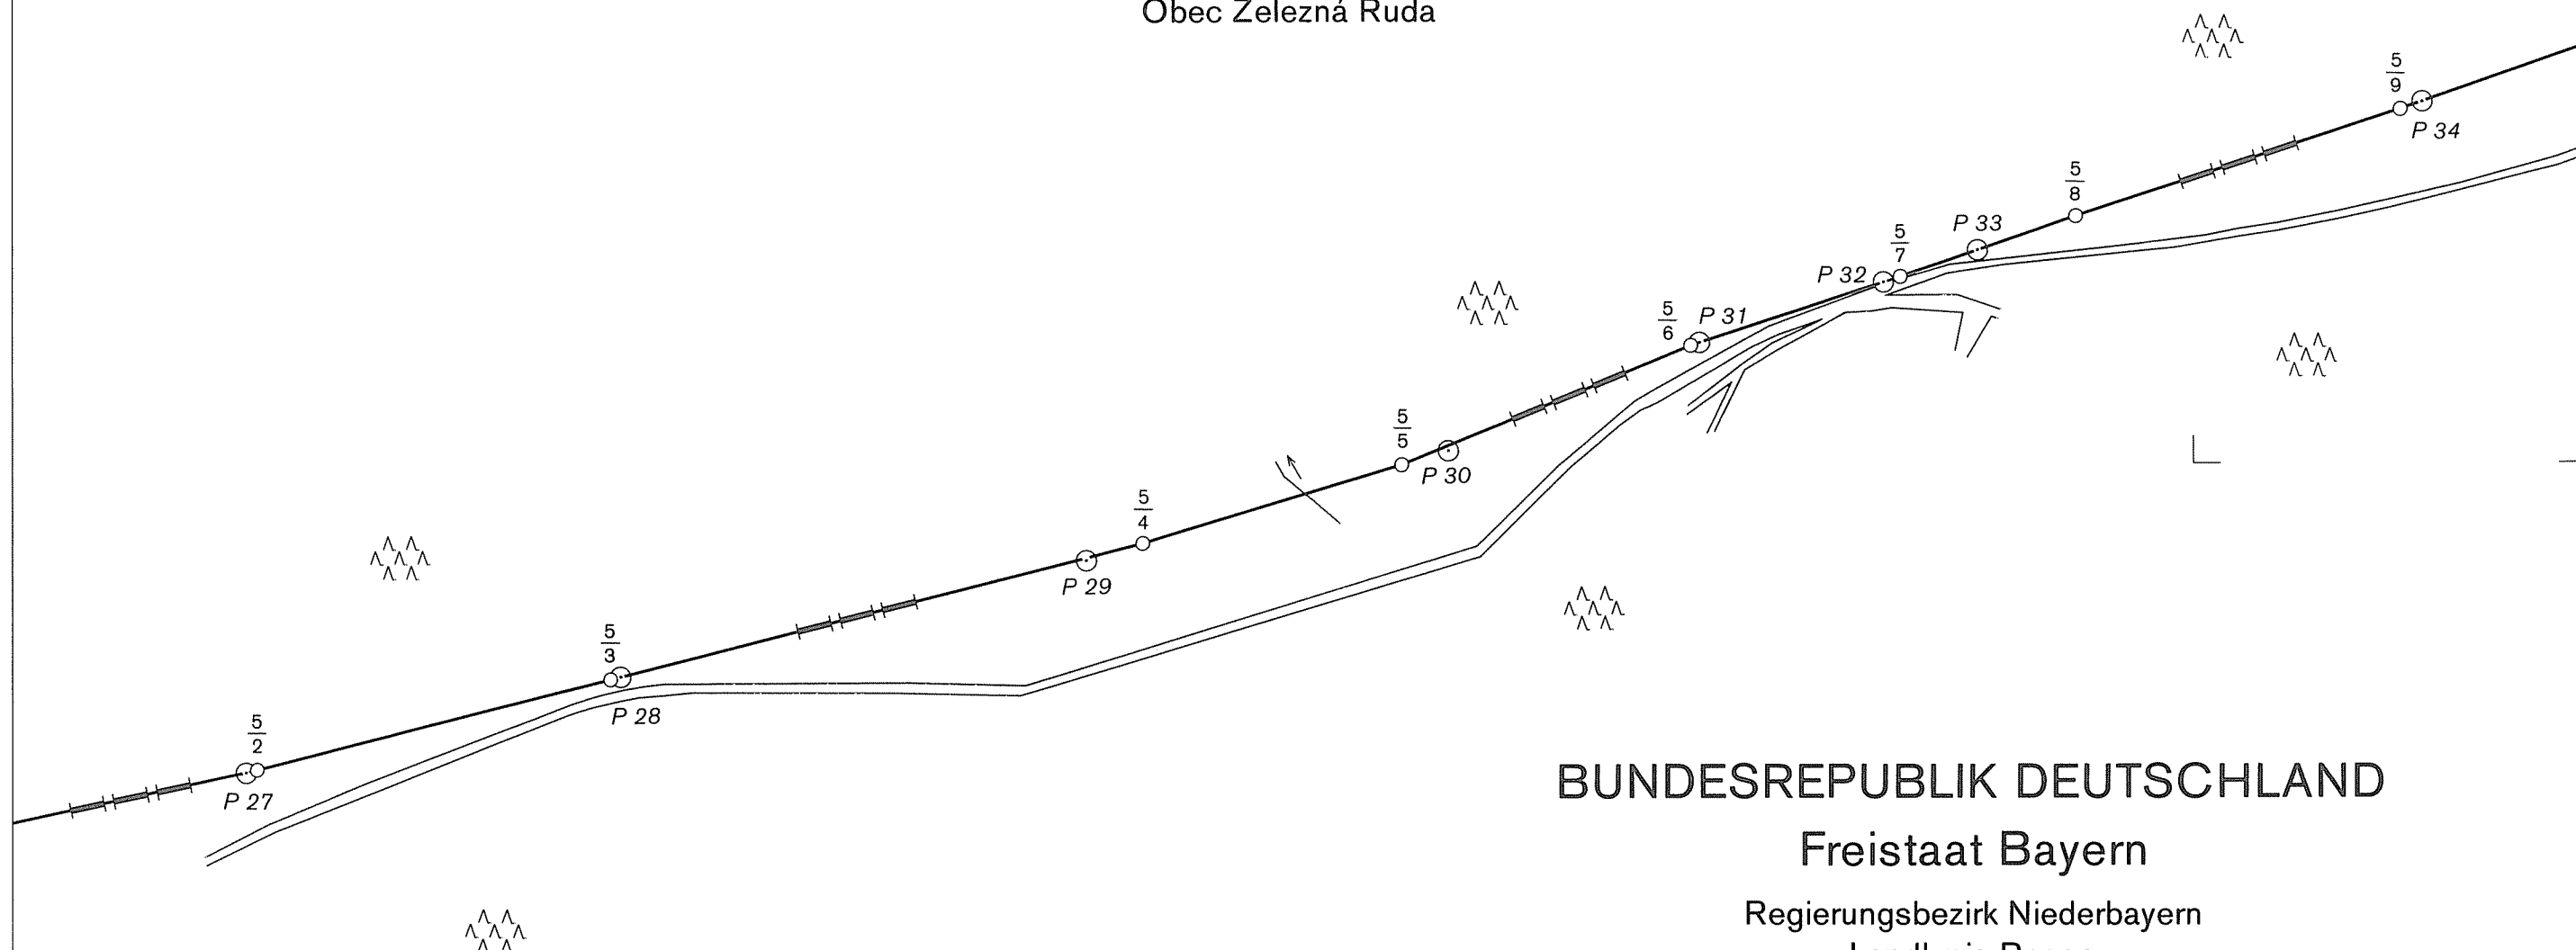 Obec Železná Ruda
5
9
P 34
5
8
P 33
5
7
P 32
5
6
P 31
5
5
P 30
5
4
P 29
5
3
P 28
5
2
P 27
BUNDESREPUBLIK DEUTSCHLAND
Freistaat Bayern
Regierungsbezirk Niederbayern